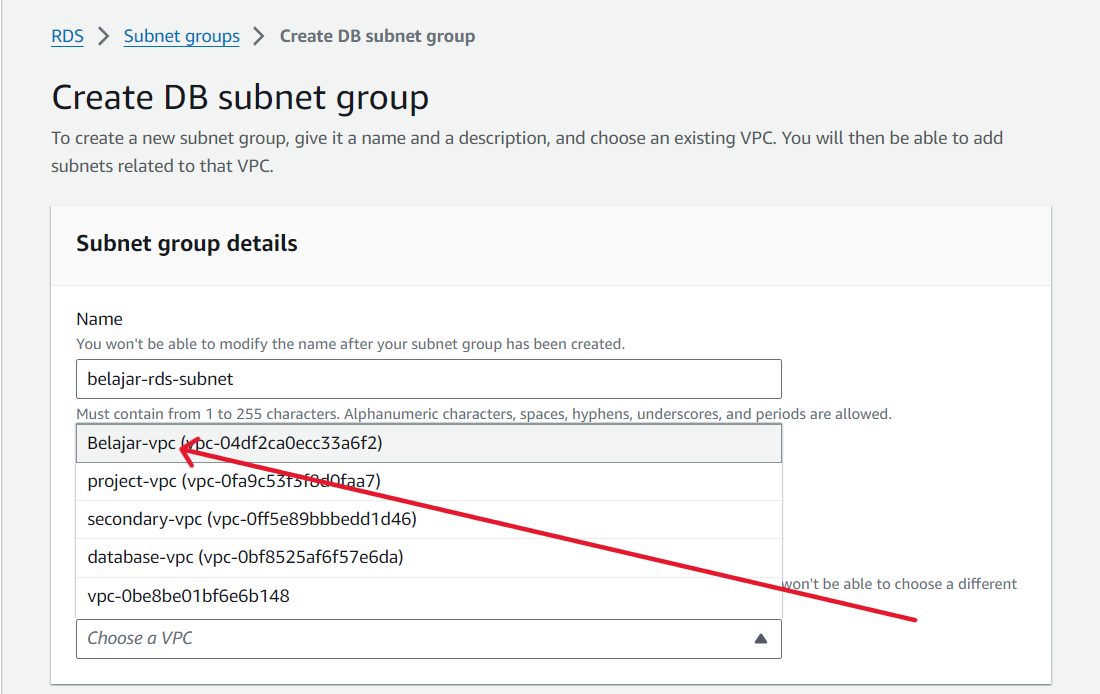 RDS > Subnet groups > Create DB subnet group
Create DB subnet group
To create a new subnet group, give it a name and a description, and choose an existing VPC. You will then be able to add
subnets related to that VPC.
Subnet group details
Name
You won't be able to modify the name after your subnet group has been created.
belajar-rds-subnet
Must contain from 1 to 255 characters. Alphanumeric characters, spaces, hyphens, underscores, and periods are allowed.
Belajar-vpc (vpc-04df2ca0ecc33a6f2)
project-vpc (vpc-0fa9c53f3f8d0faa7)
secondary-vpc (vpc-0ff5e89bbbedd1d46)
database-vpc (vpc-0bf8525af6f57e6da)
won't be able to choose a different
vpc-0be8be01bf6e6b148
Choose a VPC